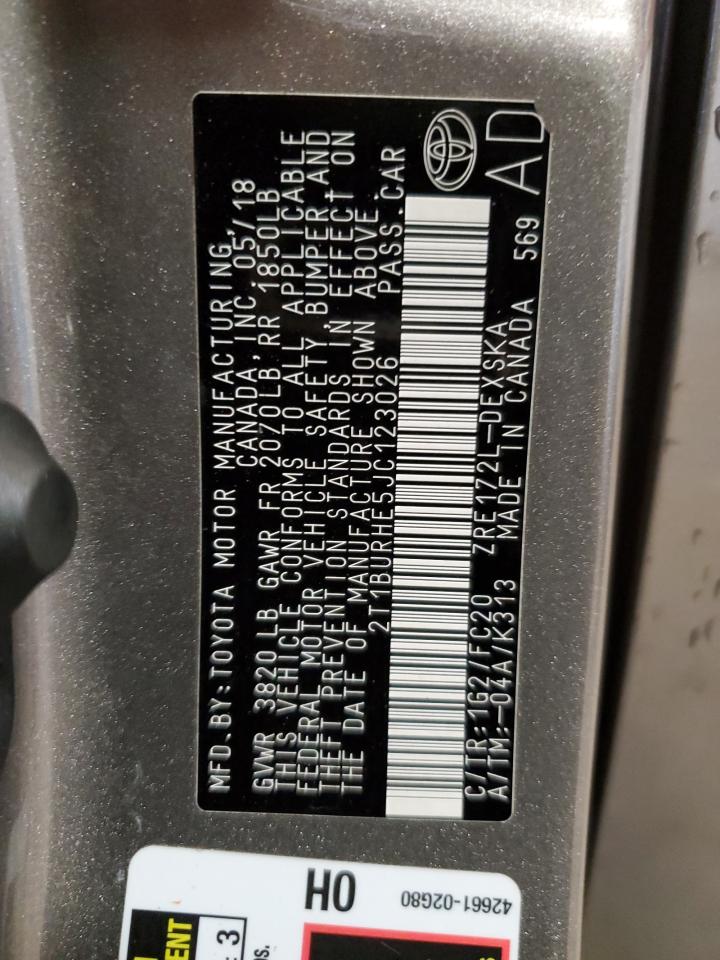 MFD. BY: TOYOTA MOTOR MANUFACTURING
CANADA, INC. 05/18
GVWR 3820 LB GAWR FR 2070LB, RR 1850LB
THIS VEHICLE CONFORMS TO ALL APPLICABLE
FEDERAL MOTOR VEHICLE SAFETY, BUMPER, AND
THEFT PREVENTION STANDARDS IN EFFECT ON
THE DATE OF MANUFACTURE SHOWN ABOVE.
2T1BURHE5JC123026 PASS. CAR
C/TR: 1G2/FC20 ZRE172L-DEXSKA
A/TM: -04A/K313 MADE IN CANADA 569 AD
OH
42661-02G80
ENT
3